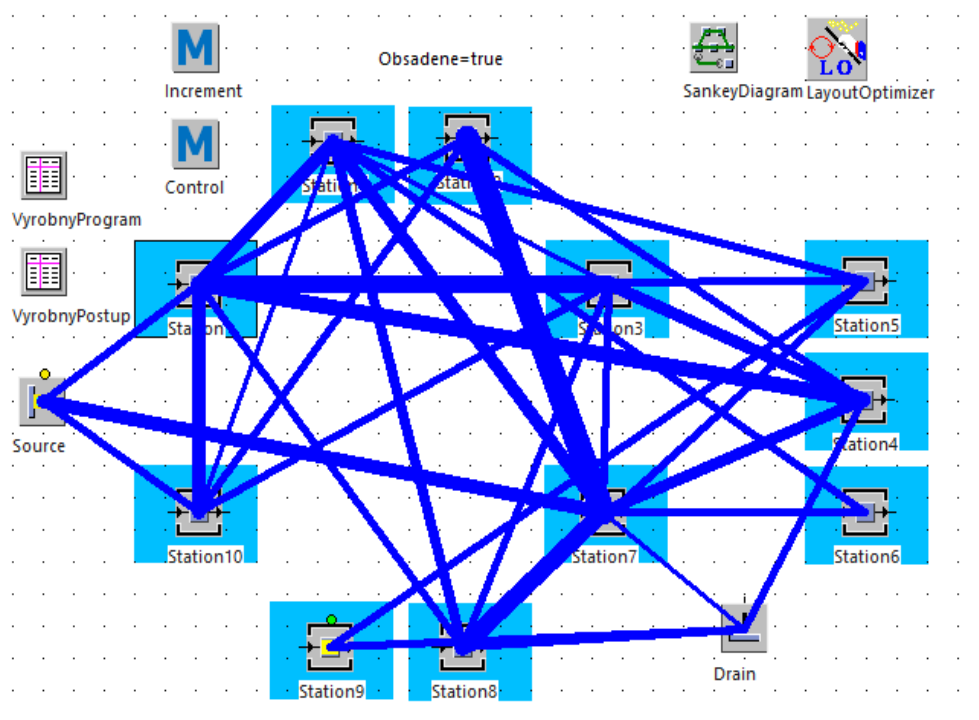 M
Increment
Obsadene=true
L O
SankeyDiagram
LayoutOptimizer
M
Control
VyrobnyProgram
VyrobnyPostup
Station3
Station5
Source
Station4
Station10
Station7
Station6
Station9
Station8
Drain